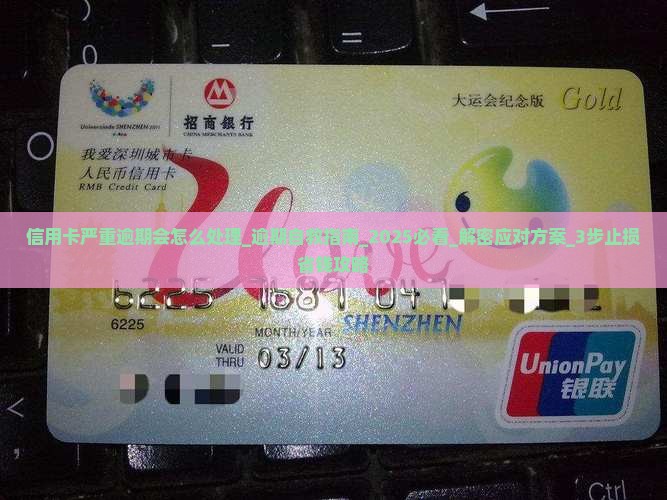 Universiade SHENZHEN 2011
招商银行
CHINA MERCHANTS BANK
大运会纪念版 Gold
我爱深圳城市卡
人民币信用卡
RMB Credit Card
信用卡严重逾期会怎么处理_逾期自救指南_2025必看_解密应对方案_3步止损
省钱攻略
6225 1687 047
6225
SHENZHEN
MONTH/YEAR
VALID
THRU
03/13
UnionPay
银联
Ctrl